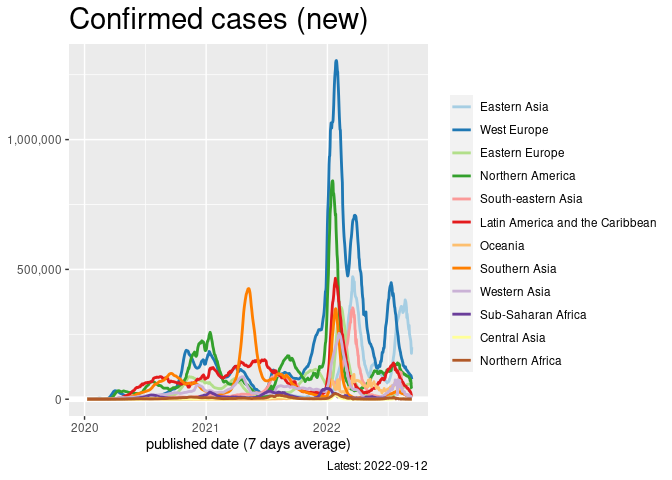 Confirmed cases (new)
1,000,000
500,000
0
2020
2021
2022
published date (7 days average)
Latest: 2022-09-12
Eastern Asia
West Europe
Eastern Europe
Northern America
South-eastern Asia
Latin America and the Caribbean
Oceania
Southern Asia
Western Asia
Sub-Saharan Africa
Central Asia
Northern Africa